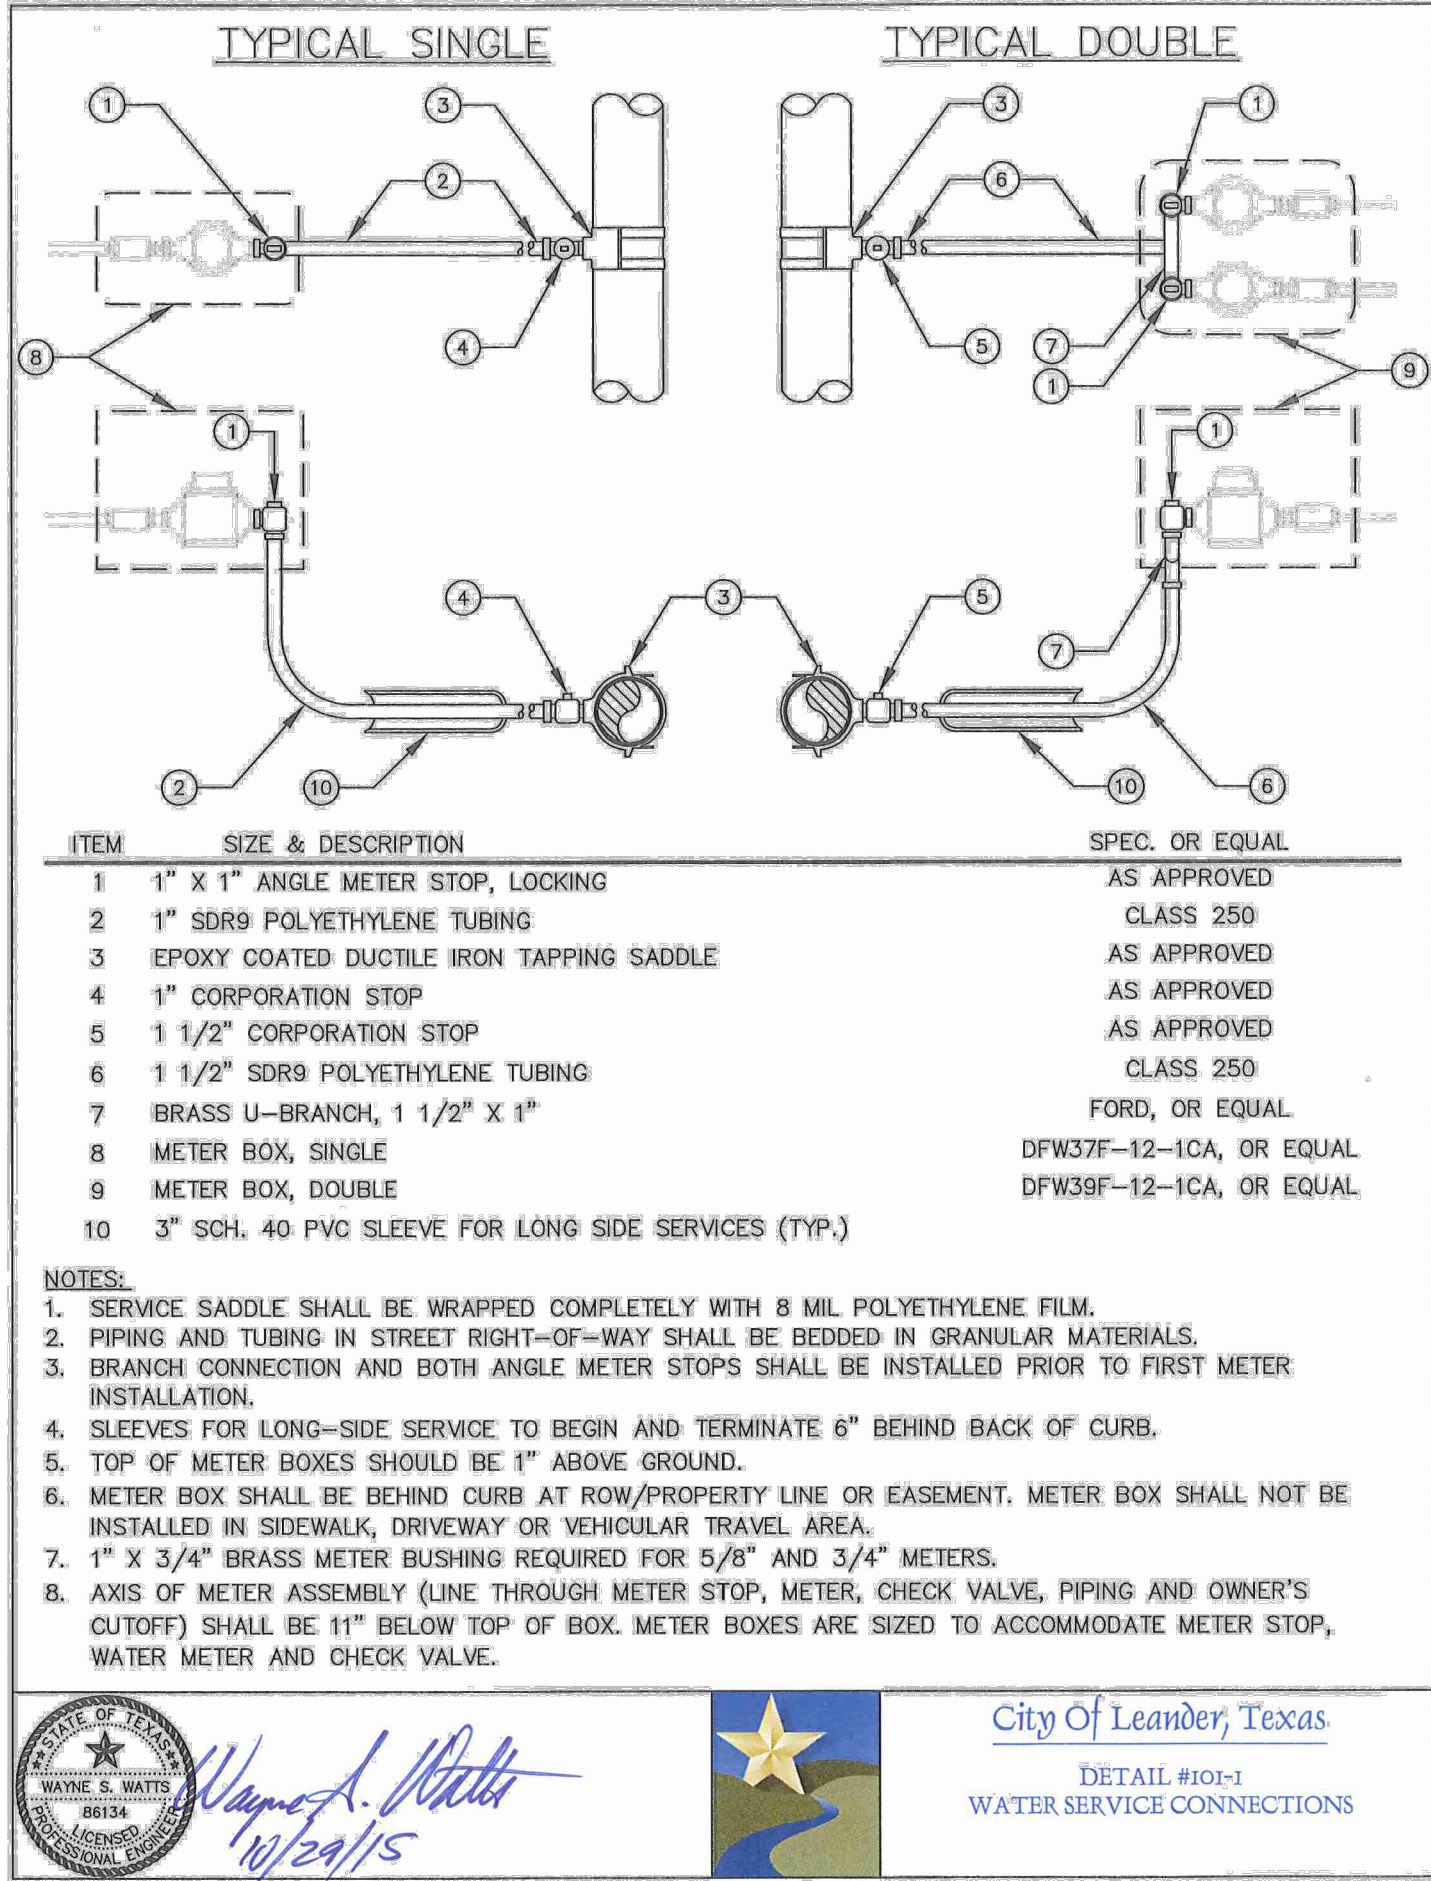 TYPICAL SINGLE
TYPICAL DOUBLE
1
3
3
1
2
6
4
5
7
1
8
9
1
1
4
3
5
7
2
10
10
6
ITEM SIZE & DESCRIPTION SPEC. OR EQUAL
1 1" X 1" ANGLE METER STOP, LOCKING AS APPROVED
2 1" SDR9 POLYETHYLENE TUBING CLASS 250
3 EPOXY COATED DUCTILE IRON TAPPING SADDLE AS APPROVED
4 1" CORPORATION STOP AS APPROVED
5 1 1/2" CORPORATION STOP AS APPROVED
6 1 1/2" SDR9 POLYETHYLENE TUBING CLASS 250
7 BRASS U-BRANCH, 1 1/2" X 1" FORD, OR EQUAL
8 METER BOX, SINGLE DFW37F-12-1CA, OR EQUAL
9 METER BOX, DOUBLE DFW39F-12-1CA, OR EQUAL
10 3" SCH. 40 PVC SLEEVE FOR LONG SIDE SERVICES (TYP.)
NOTES:
1. SERVICE SADDLE SHALL BE WRAPPED COMPLETELY WITH 8 MIL POLYETHYLENE FILM.
2. PIPING AND TUBING IN STREET RIGHT-OF-WAY SHALL BE BEDDED IN GRANULAR MATERIALS.
3. BRANCH CONNECTION AND BOTH ANGLE METER STOPS SHALL BE INSTALLED PRIOR TO FIRST METER
INSTALLATION.
4. SLEEVES FOR LONG-SIDE SERVICE TO BEGIN AND TERMINATE 6" BEHIND BACK OF CURB.
5. TOP OF METER BOXES SHOULD BE 1" ABOVE GROUND.
6. METER BOX SHALL BE BEHIND CURB AT ROW/PROPERTY LINE OR EASEMENT. METER BOX SHALL NOT BE
INSTALLED IN SIDEWALK, DRIVEWAY OR VEHICULAR TRAVEL AREA.
7. 1" X 3/4" BRASS METER BUSHING REQUIRED FOR 5/8" AND 3/4" METERS.
8. AXIS OF METER ASSEMBLY (LINE THROUGH METER STOP, METER, CHECK VALVE, PIPING AND OWNER'S
CUTOFF) SHALL BE 11" BELOW TOP OF BOX. METER BOXES ARE SIZED TO ACCOMMODATE METER STOP,
WATER METER AND CHECK VALVE.
STATE OF TEXAS
WAYNE S. WATTS
86134
LICENSED
PROFESSIONAL ENGINEER
Wayne S. Watts
10/29/15
City Of Leander, Texas
DETAIL #101-1
WATER SERVICE CONNECTIONS